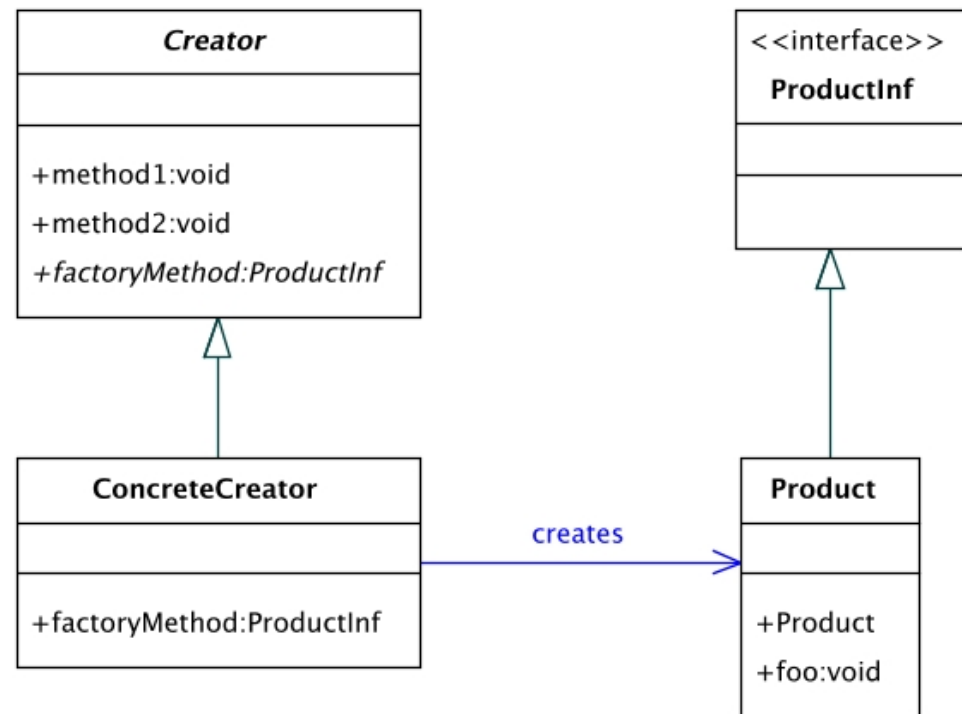 Creator
+method1:void
+method2:void
+factoryMethod:ProductInf
<<interface>>
ProductInf
ConcreteCreator
+factoryMethod:ProductInf
creates
Product
+Product
+foo:void